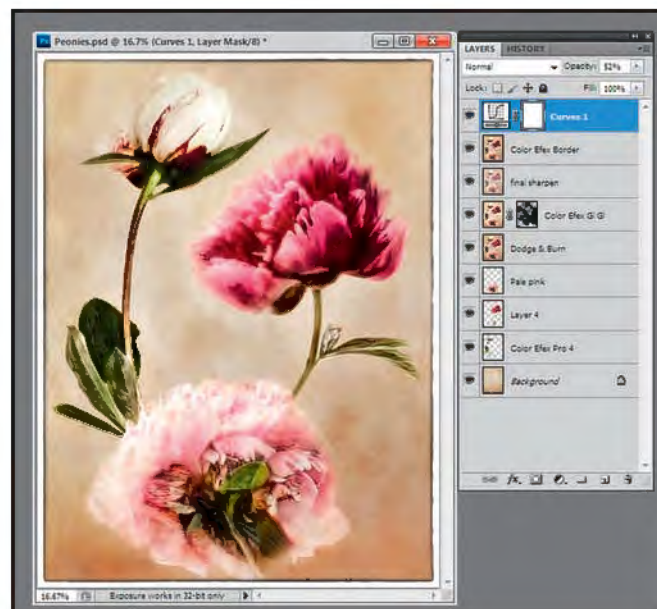 Peonies.psd @ 16.7% (Curves 1, Layer Mask/8) *
LAYERS HISTORY
Normal Opacity: 52%
Lock: Fill: 100%
Curves 1
Color Efex Border
final sharpen
Color Efex Gl Gl
Dodge & Burn
Pale pink
Layer 4
Color Efex Pro 4
Background
16.67% Exposure works in 32-bit only